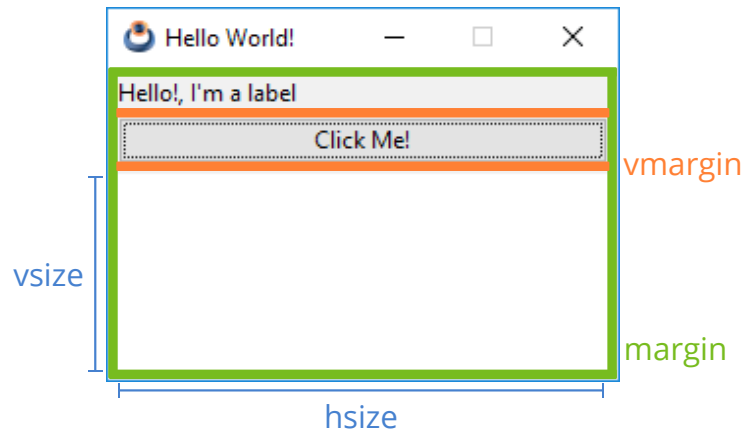 Hello World!
Hello!, I'm a label
Click Me!
vmargin
vsize
margin
hsize